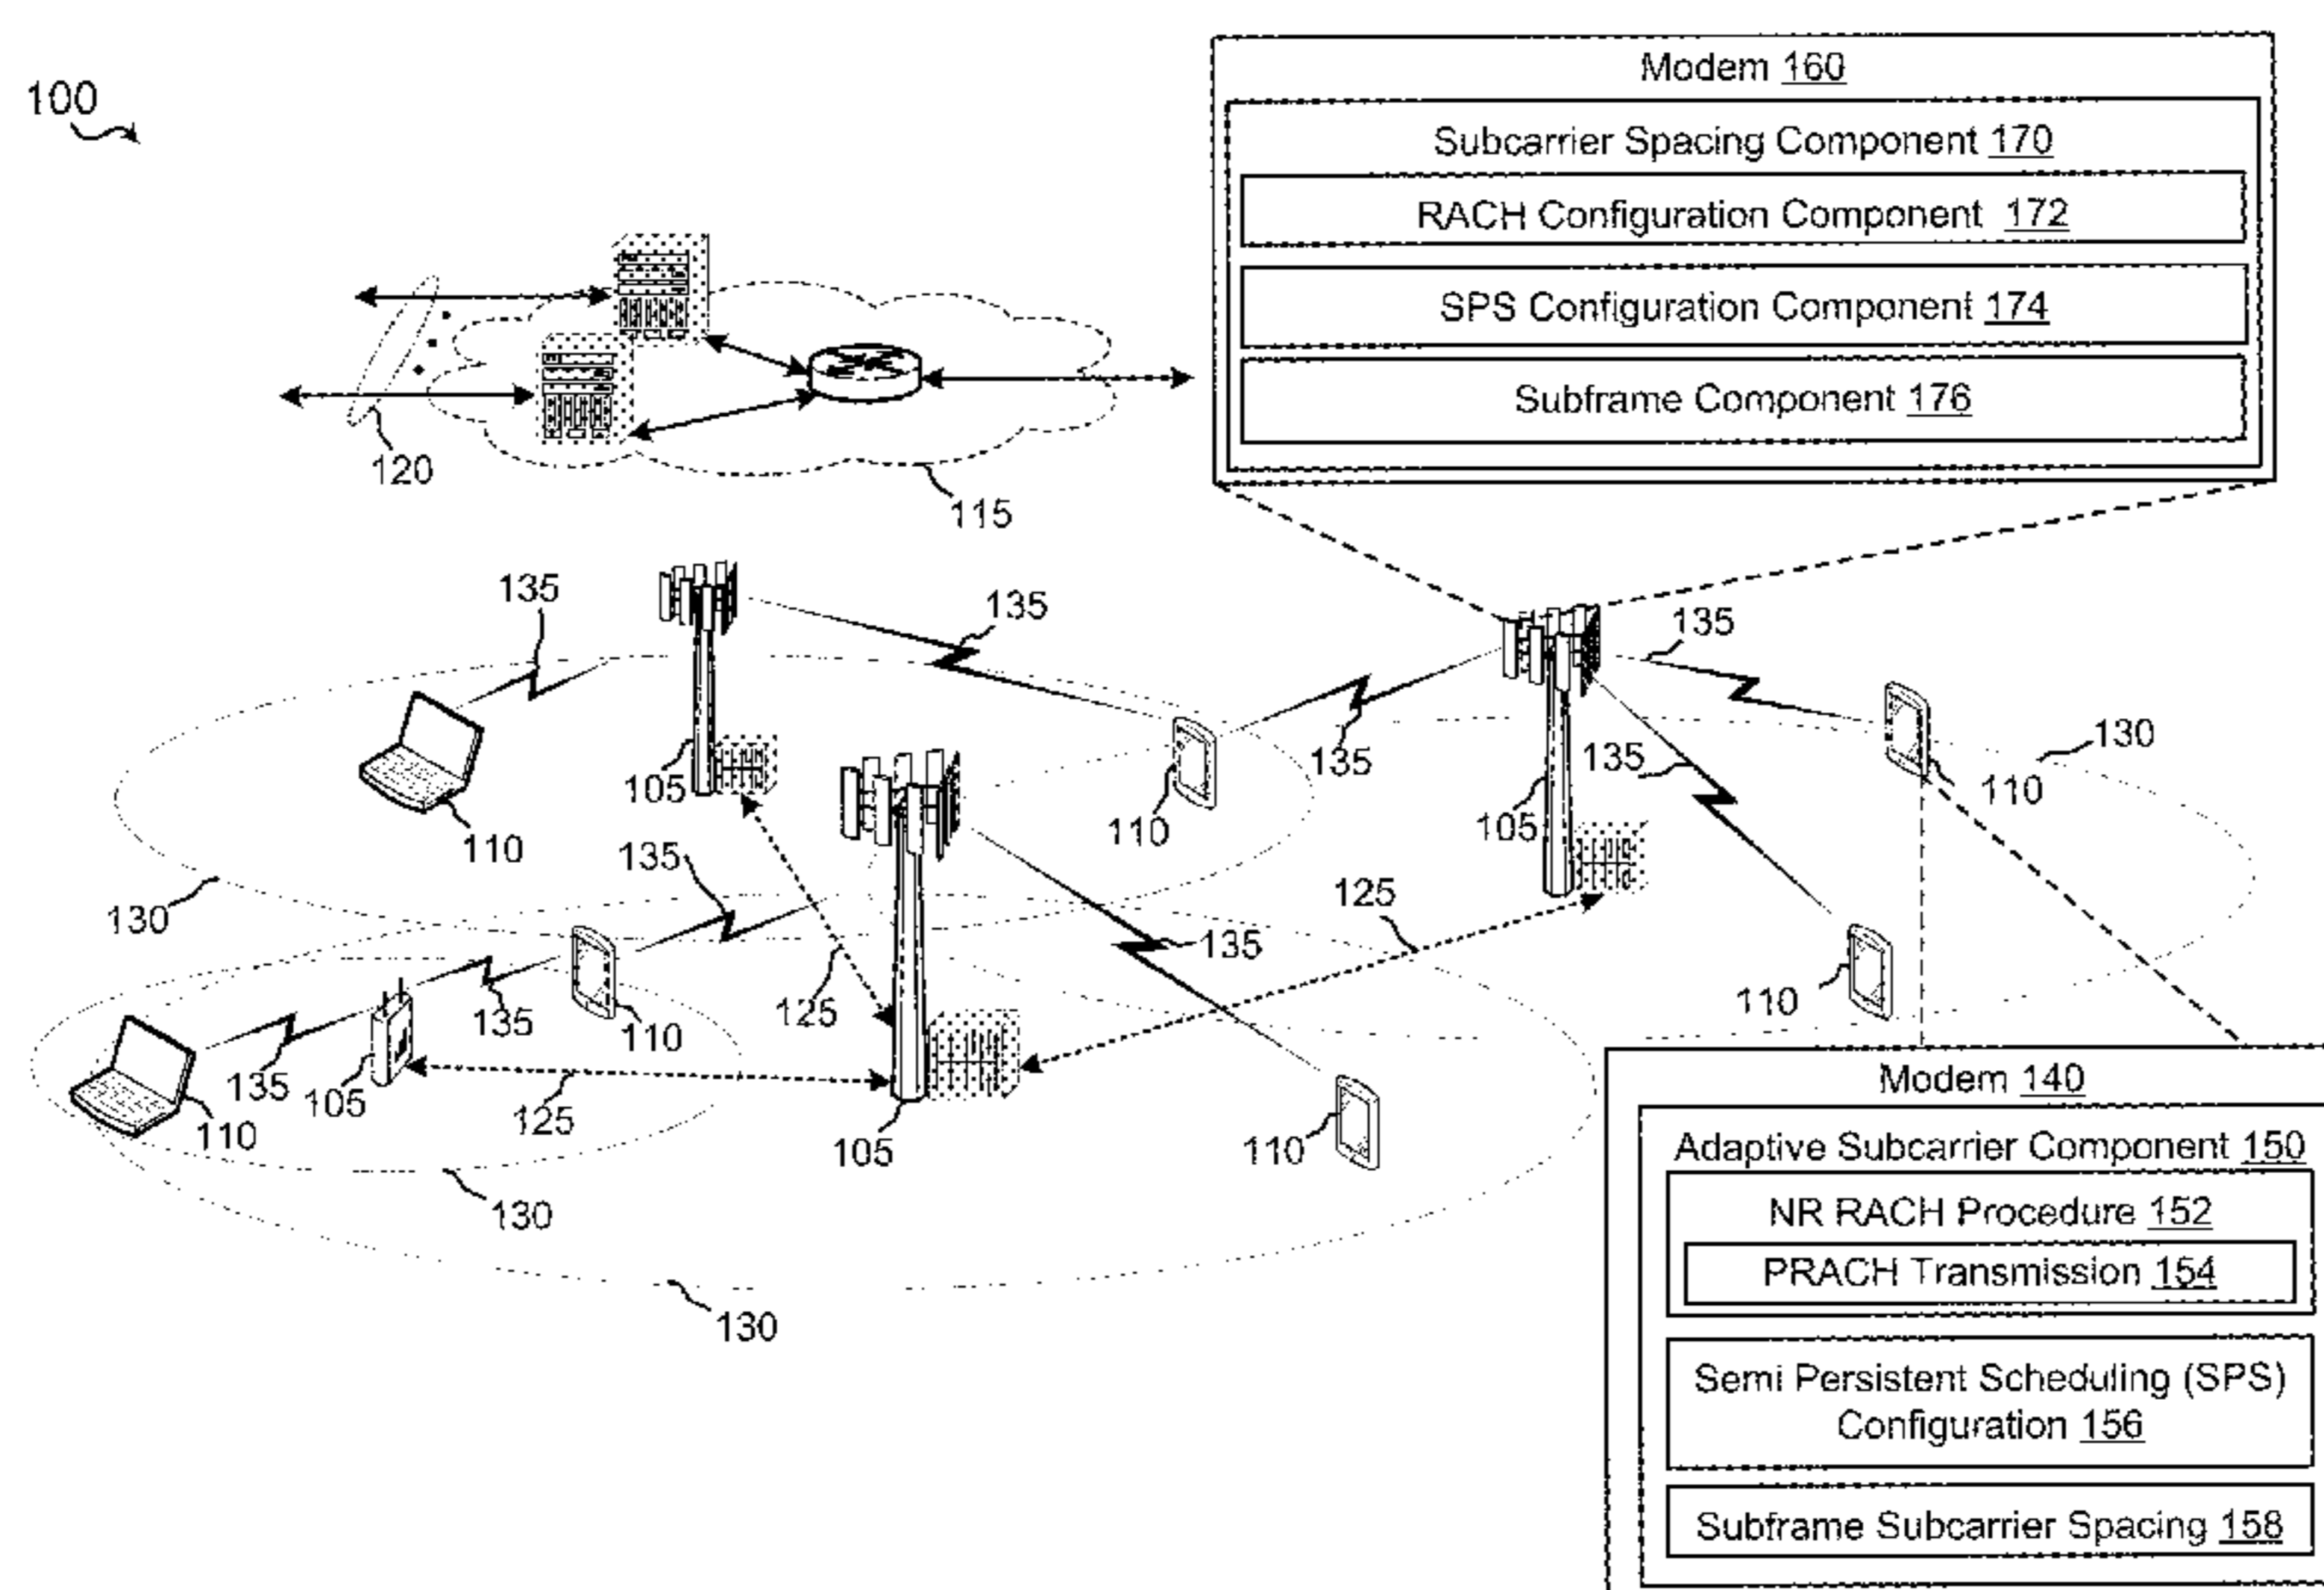 100
Modem 160
Subcarrier Spacing Component 170
RACH Configuration Component 172
SPS Configuration Component 174
Subframe Component 176
120
115
135
135
135
135
130
135
105
110
110
105
110
135
125
130
135
110
135
110
125
135
105
125
110
105
110
130
130
Modem 140
Adaptive Subcarrier Component 150
NR RACH Procedure 152
PRACH Transmission 154
Semi Persistent Scheduling (SPS)
Configuration 156
Subframe Subcarrier Spacing 158